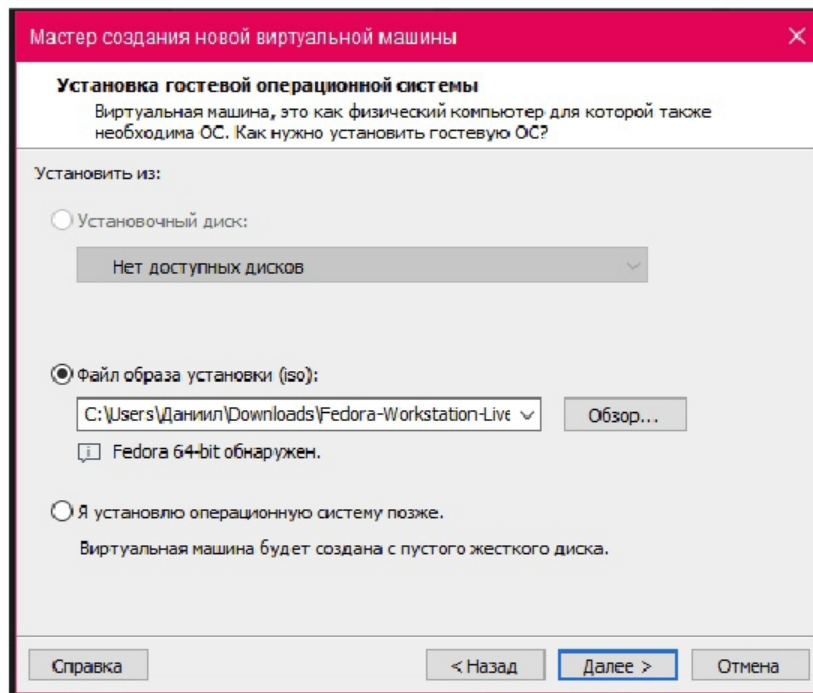 Мастер создания новой виртуальной машины
Установка гостевой операционной системы
Виртуальная машина, это как физический компьютер для которой также
необходима ОС. Как нужно установить гостевую ОС?
Установить из:
Установочный диск:
Нет доступных дисков
Файл образа установки (iso):
C:\Users\Даниил\Downloads\Fedora-Workstation-Live
Обзор...
Fedora 64-bit обнаружен.
Я установлю операционную систему позже.
Виртуальная машина будет создана с пустого жесткого диска.
Справка
< Назад
Далее >
Отмена